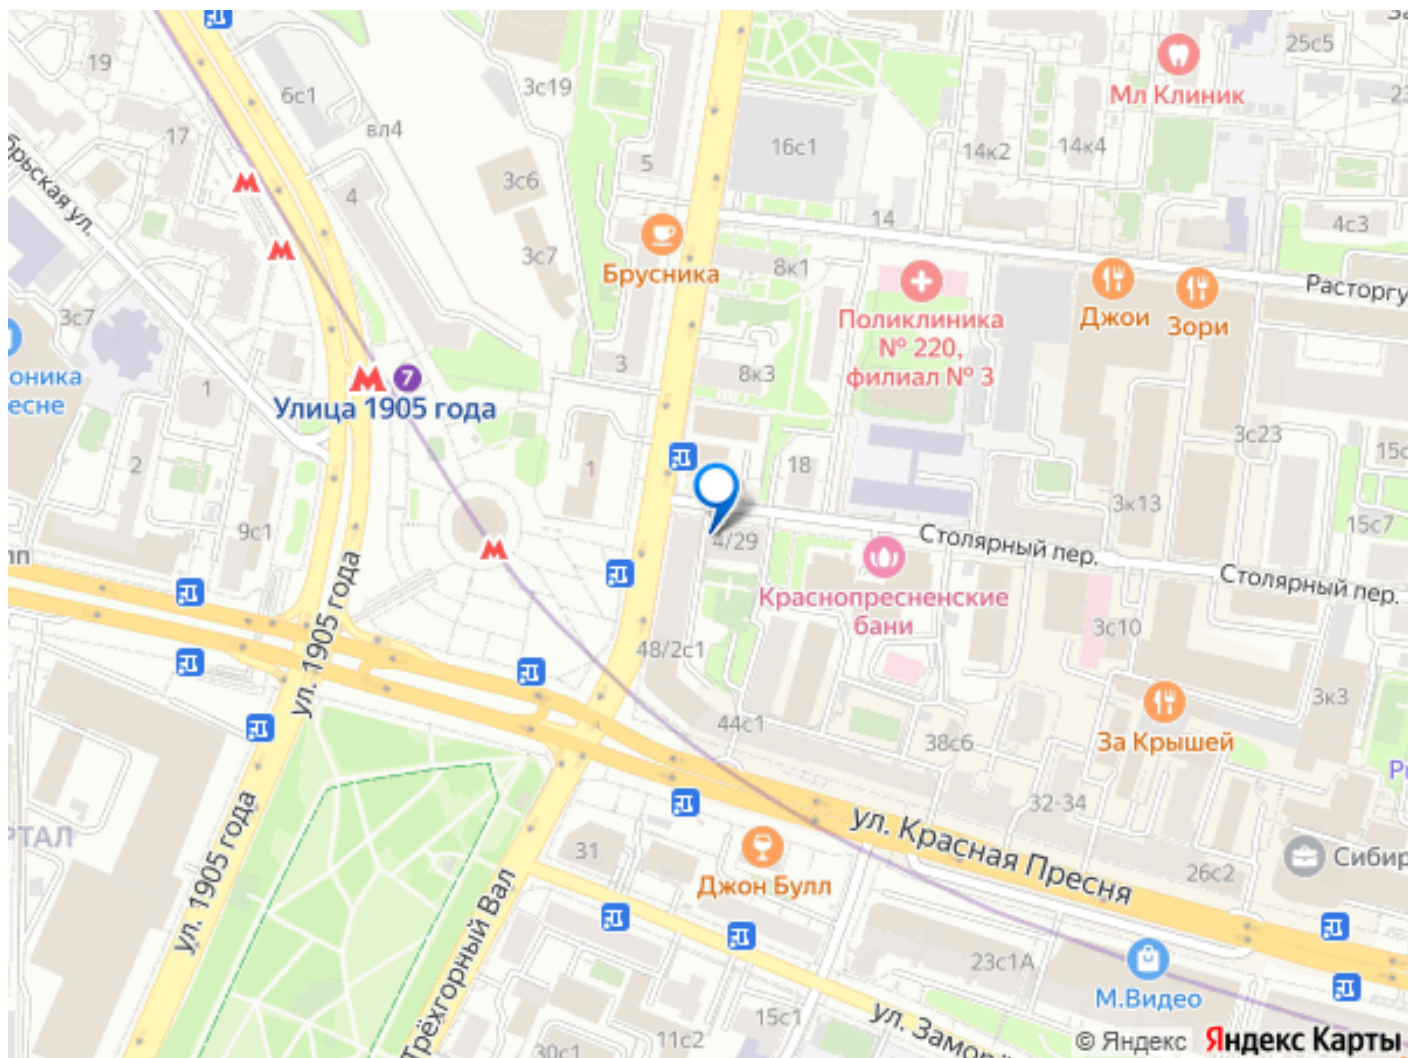 25с5
19
3с19
Мл Клиник
6с1
вл4
17
16с1
14к2
14к4
5
3с6
4
14
4с3
3с7
Брусника
8к1
Расторгу
Поликлиника
№ 220,
филиал № 3
Джои
Зори
3с7
3
8к3
7
Улица 1905 года
оника
есне
1
3с23
2
1
18
15с
3к13
9с1
15с7
4/29
Столярный пер.
Столярный пер.
Краснопресненские
бани
3с10
48/2с1
ул. 1905 года
3к3
44с1
38с6
За Крышей
32-34
ул. Красная Пресня
РТАЛ
31
Джон Булл
26с2
Сибир
ул. 1905 года
Трёхгорный Вал
23с1А
М.Видео
15с1
ул. Замор
11с2
30с1
© Яндекс
Яндекс Карты